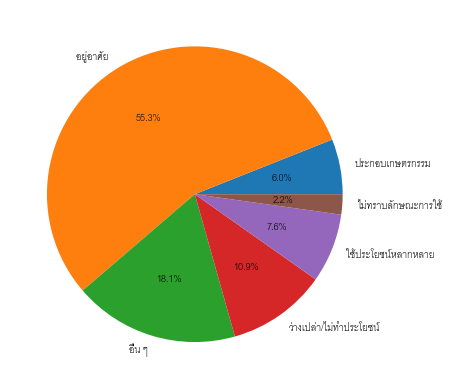 อยู่อาศัย
55.3%
ประกอบเกษตรกรรม
6.0%
2.2%
ไม่ทราบลักษณะการใช้
7.6%
ใช้ประโยชน์หลากหลาย
10.9%
18.1%
ว่างเปล่า/ไม่ทำประโยชน์
อื่น ๆ